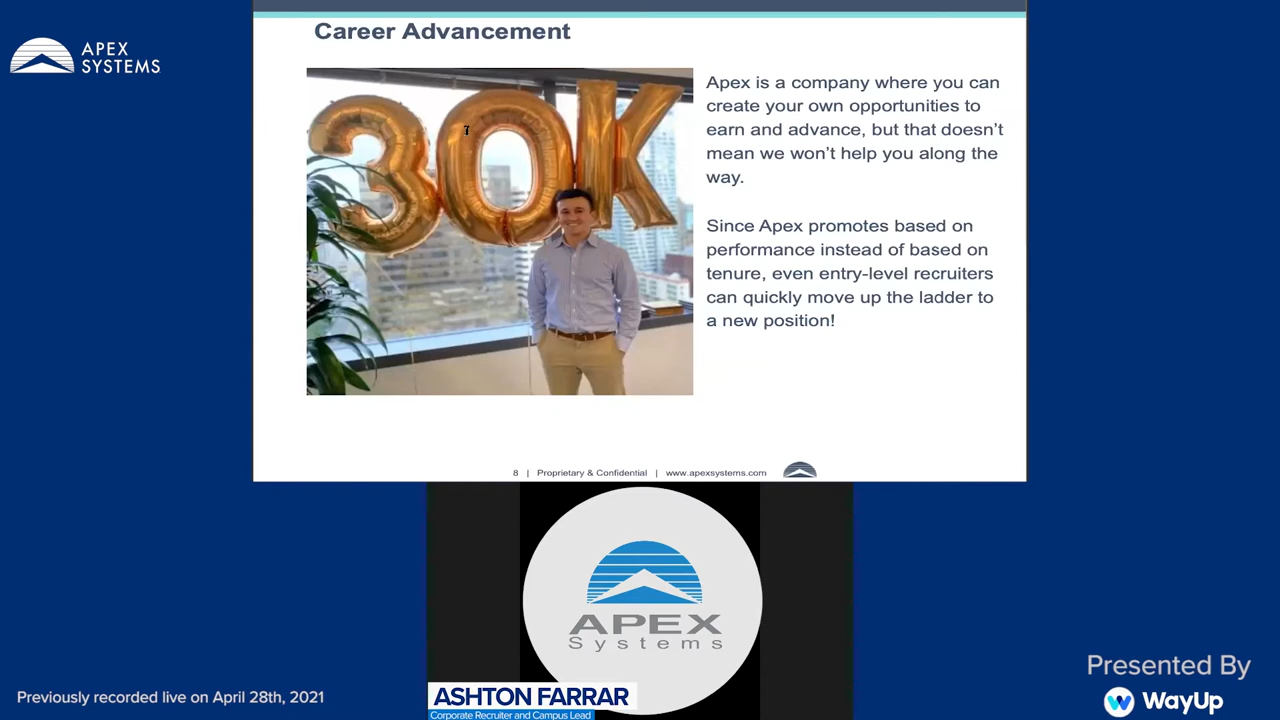 APEX
SYSTEMS
Career Advancement
30K
Apex is a company where you can
create your own opportunities to
earn and advance, but that doesn’t
mean we won’t help you along the
way.
Since Apex promotes based on
performance instead of based on
tenure, even entry-level recruiters
can quickly move up the ladder to
a new position!
8 | Proprietary & Confidential | www.apexsystems.com
APEX
Systems
ASHTON FARRAR
Corporate Recruiter and Campus Lead
Previously recorded live on April 28th, 2021
Presented By
WayUp